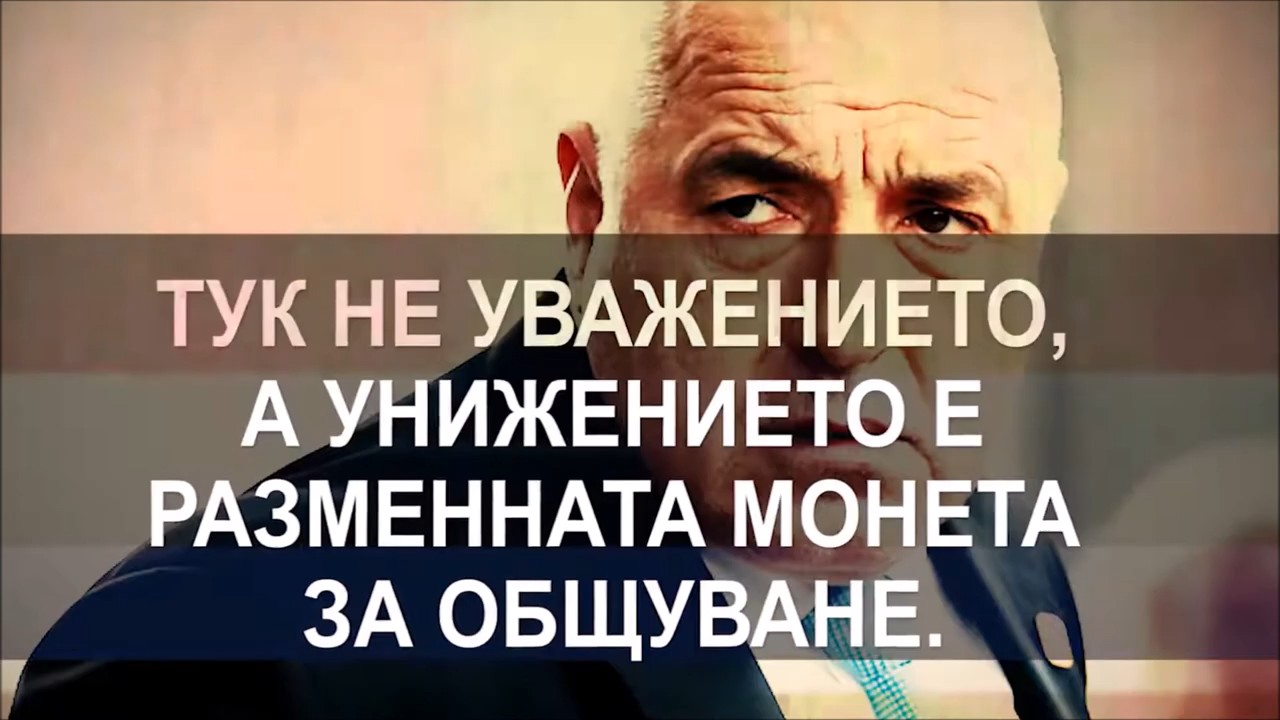 ТУК НЕ УВАЖЕНИЕТО,
А УНИЖЕНИЕТО Е
РАЗМЕННАТА МОНЕТА
ЗА ОБЩУВАНЕ.